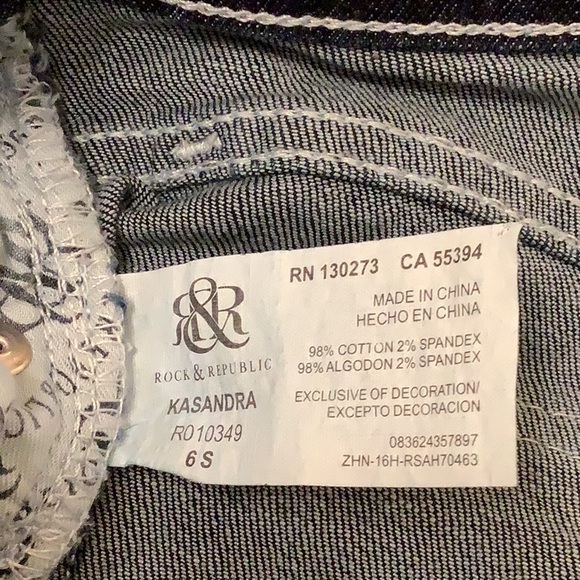 R&R
ROCK & REPUBLIC
KASANDRA
R010349
6 S
RN 130273 CA 55394
MADE IN CHINA
HECHO EN CHINA
98% COTTON 2% SPANDEX
98% ALGODON 2% SPANDEX
EXCLUSIVE OF DECORATION/
EXCEPTO DECORACION
083624357897
ZHN-16H-RSAH70463